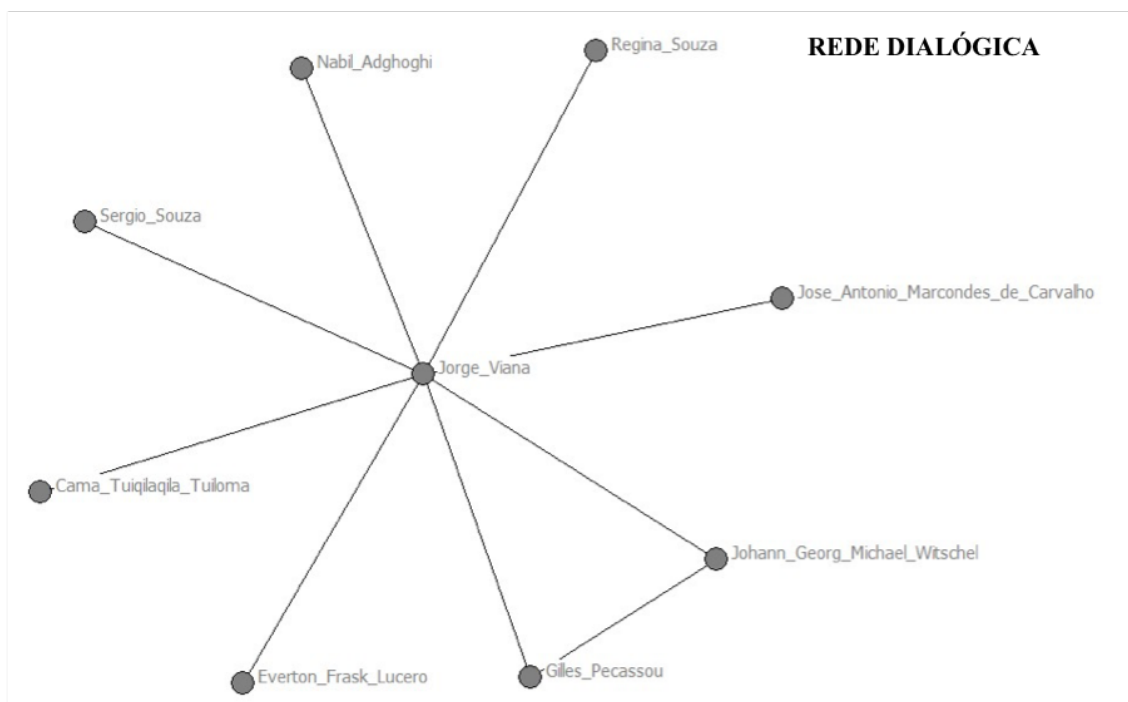 REDE DIALÓGICA
Regina_Souza
Nabil_Adghoghi
Sergio_Souza
Jose_Antonio_Marcondes_de_Carvalho
Jorge_Viana
Cama_Tuiqilaqila_Tuiloma
Johann_Georg_Michael_Witschel
Gilles_Pecassou
Everton_Frask_Lucero